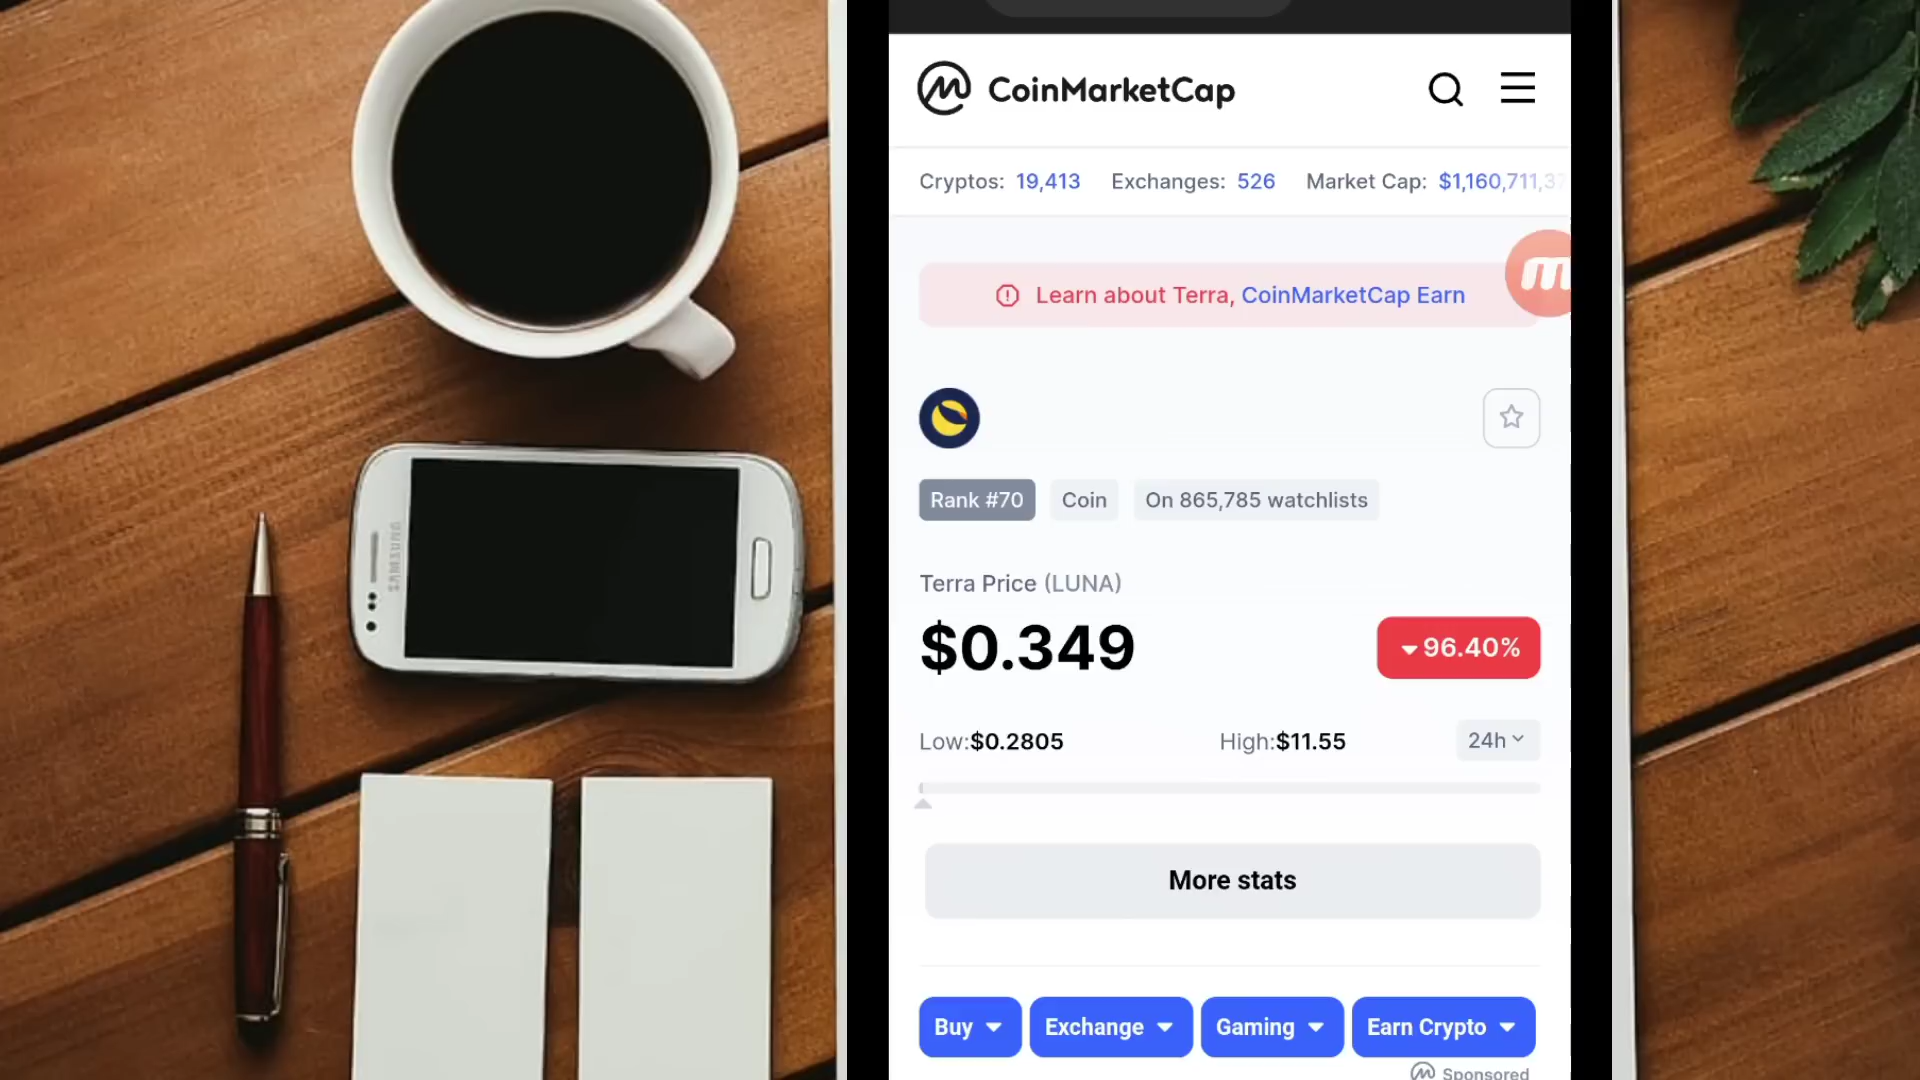 CoinMarketCap
Cryptos: 19,413 Exchanges: 526 Market Cap: $1,160,711,37
Learn about Terra, CoinMarketCap Earn
Rank #70 Coin On 865,785 watchlists
Terra Price (LUNA)
$0.349 96.40%
Low:$0.2805 High:$11.55 24h
More stats
Buy Exchange Gaming Earn Crypto
Sponsored
SAMSUNG